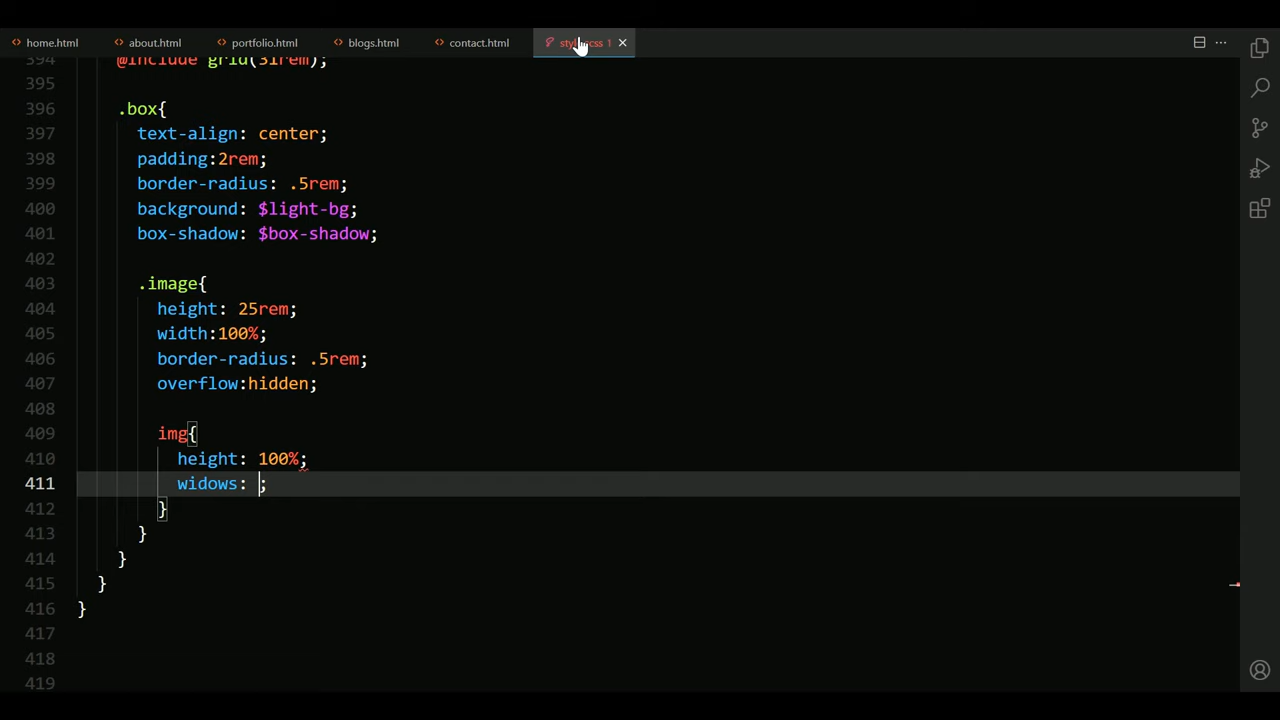 home.html about.html portfolio.html blogs.html contact.html 1
394 @include grid(31rem);
395
396 .box{
397 text-align: center;
398 padding:2rem;
399 border-radius: .5rem;
400 background: $light-bg;
401 box-shadow: $box-shadow;
402
403 .image{
404 height: 25rem;
405 width:100%;
406 border-radius: .5rem;
407 overflow:hidden;
408
409 img{
410 height: 100%;
411 widows: ;
412 }
413 }
414 }
415 }
416 }
417
418
419